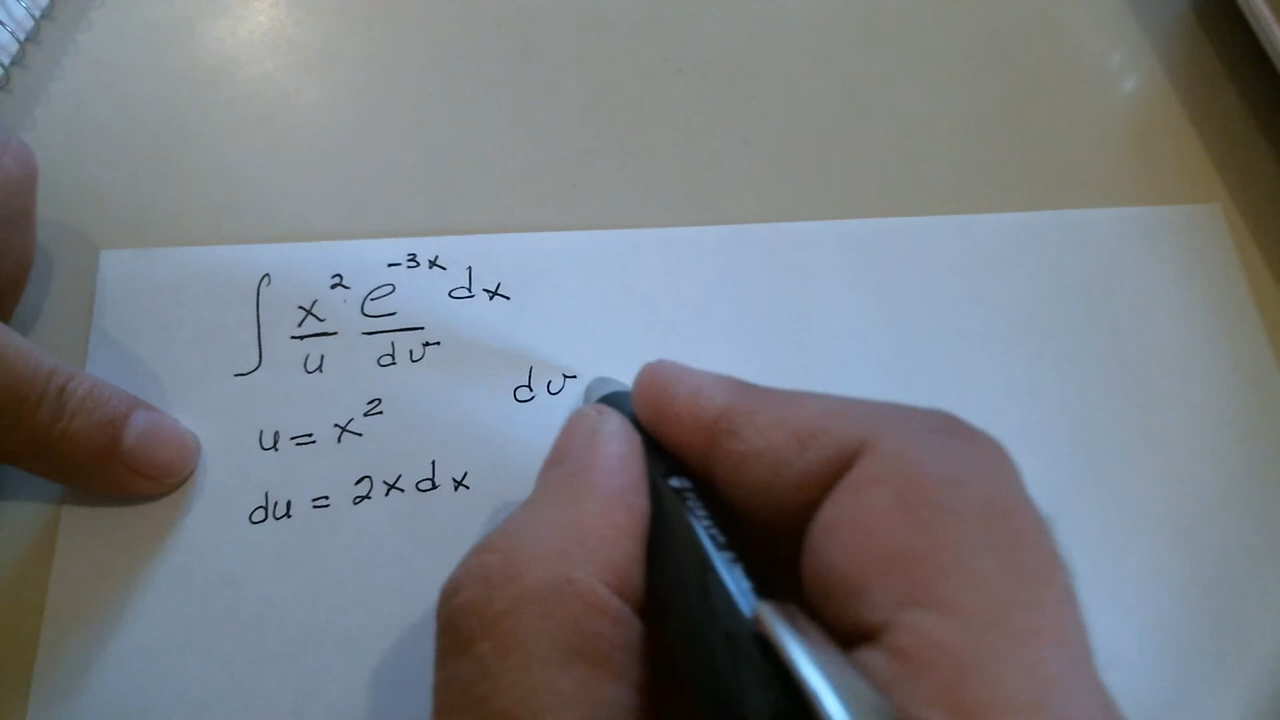 ∫ x² e^{-3x} dx
u dv
u = x²
dv
du = 2x dx